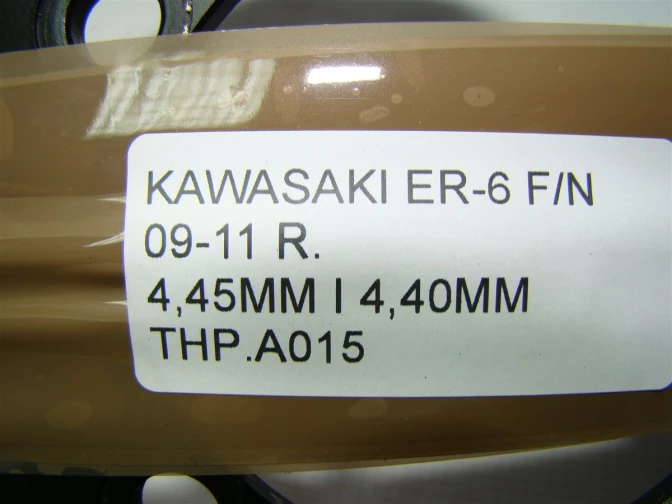 KAWASAKI ER-6 F/N
09-11 R.
4,45MM I 4,40MM
THP.A015